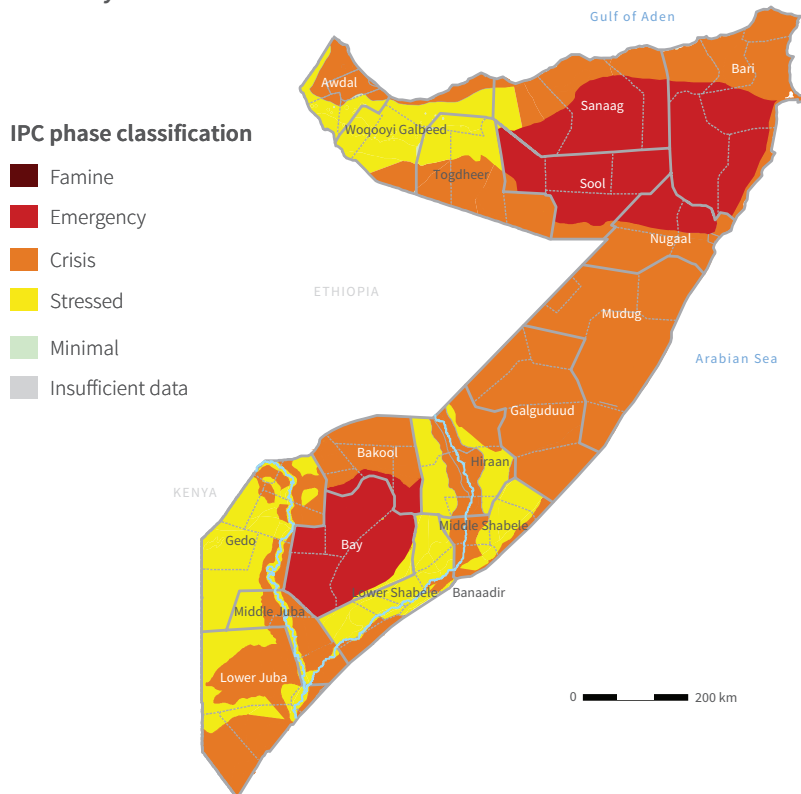 Gulf of Aden
Bari
Awdal
Sanaag
IPC phase classification
Woqooyi Galbeed
Famine
Togdheer
Sool
Emergency
Nugaal
Crisis
ETHIOPIA
Stressed
Mudug
Minimal
Arabian Sea
Insufficient data
Galguduud
Bakool
Hiraan
KENYA
Middle Shabele
Gedo
Bay
Lower Shabele
Banaadir
Middle Juba
Lower Juba
0 200 km